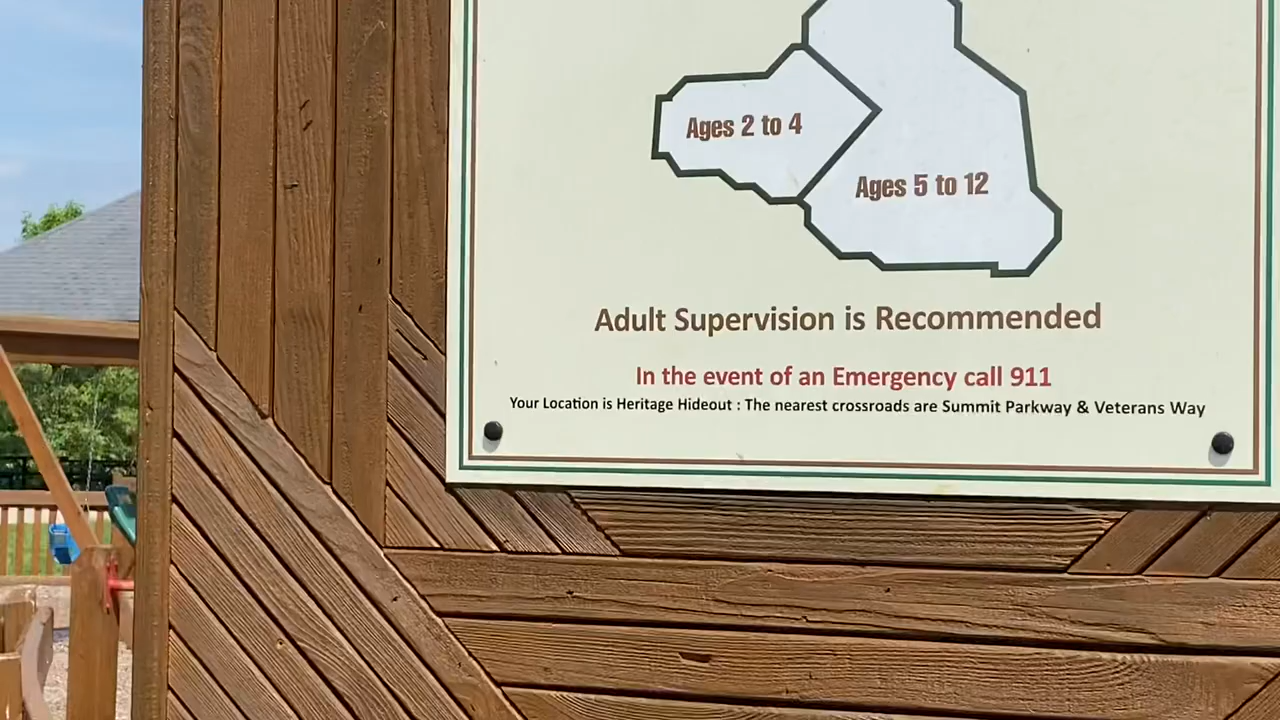 Ages 2 to 4
Ages 5 to 12
Adult Supervision is Recommended
In the event of an Emergency call 911
Your Location is Heritage Hideout : The nearest crossroads are Summit Parkway & Veterans Way